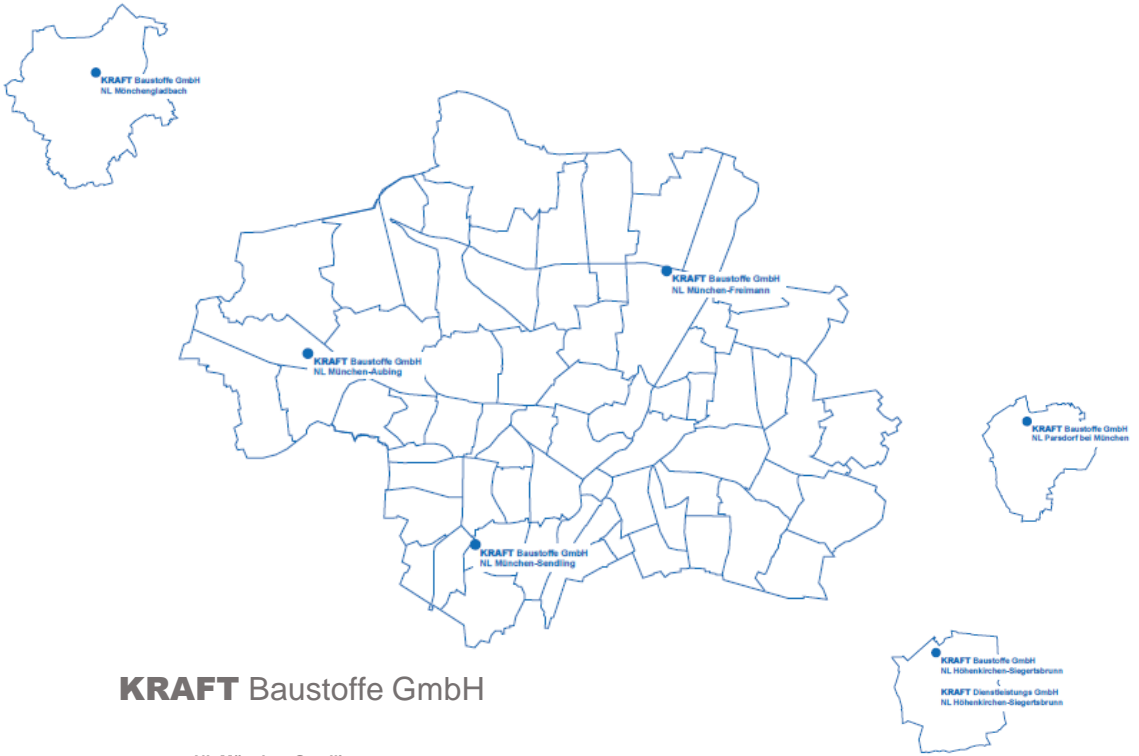 KRAFT Baustoffe GmbH
NL Mönchengladbach
KRAFT Baustoffe GmbH
NL München-Freimann
KRAFT Baustoffe GmbH
NL München-Aubing
KRAFT Baustoffe GmbH
NL Parsdorf bei München
KRAFT Baustoffe GmbH
NL München-Sendling
KRAFT Baustoffe GmbH
NL Höhenkirchen-Siegertsbrunn
KRAFT Dienstleistungs GmbH
NL Höhenkirchen-Siegertsbrunn
KRAFT Baustoffe GmbH